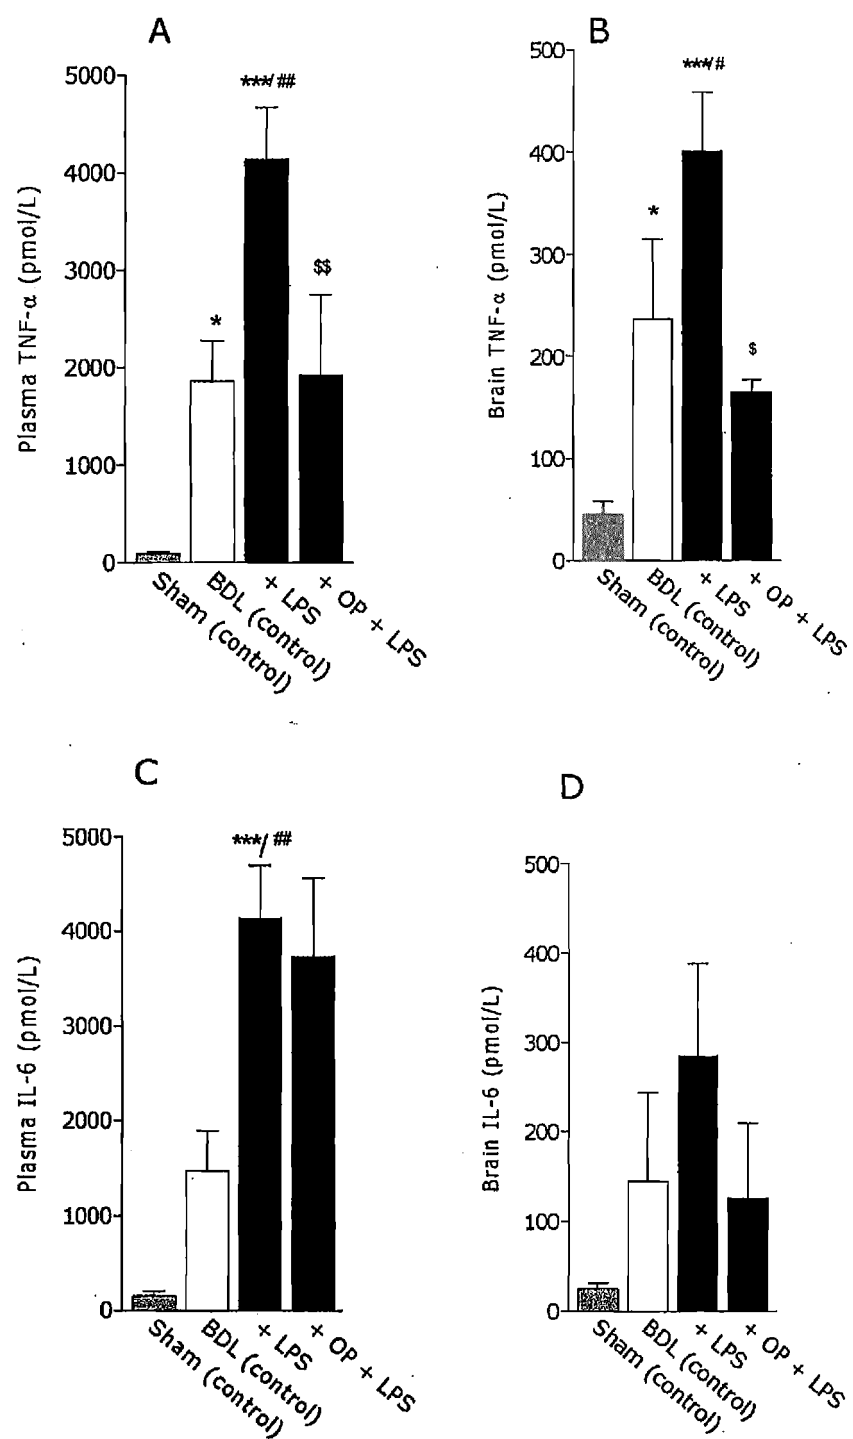 A
Plasma TNF-α (pmol/L)
5000
4000
3000
2000
1000
0
*
***/ ##
$$
Sham (control)
BDL (control)
+ LPS
+ OP + LPS
B
Brain TNF-α (pmol/L)
500
400
300
200
100
0
*
***/#
$
Sham (control)
BDL (control)
+ LPS
+ OP + LPS
C
Plasma IL-6 (pmol/L)
5000
4000
3000
2000
1000
0
***/ ##
Sham (control)
BDL (control)
+ LPS
+ OP + LPS
D
Brain IL-6 (pmol/L)
500
400
300
200
100
0
Sham (control)
BDL (control)
+ LPS
+ OP + LPS